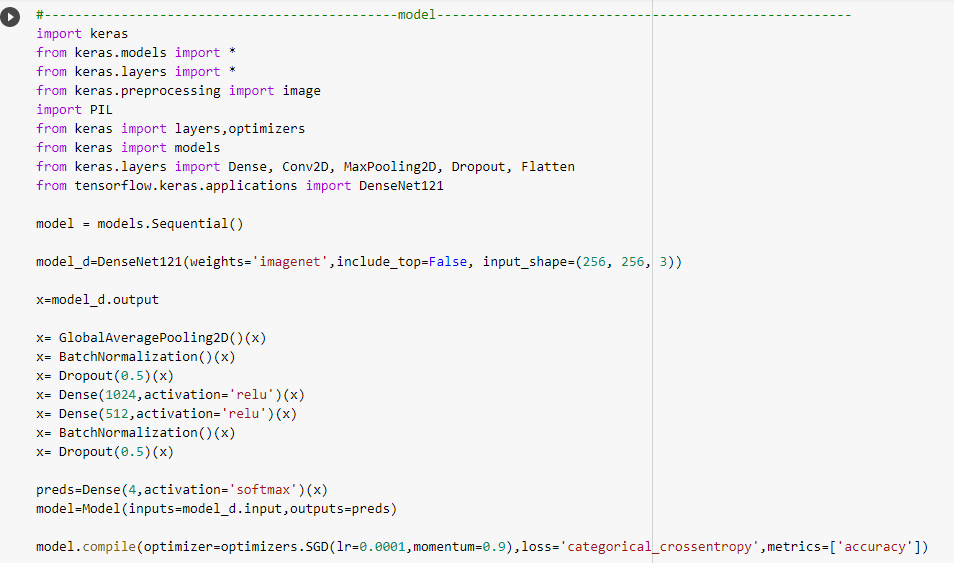 #----------------------------------------------model------------------------------------------------------
import keras
from keras.models import *
from keras.layers import *
from keras.preprocessing import image
import PIL
from keras import layers,optimizers
from keras import models
from keras.layers import Dense, Conv2D, MaxPooling2D, Dropout, Flatten
from tensorflow.keras.applications import DenseNet121
model = models.Sequential()
model_d=DenseNet121(weights='imagenet',include_top=False, input_shape=(256, 256, 3))
x=model_d.output
x= GlobalAveragePooling2D()(x)
x= BatchNormalization()(x)
x= Dropout(0.5)(x)
x= Dense(1024,activation='relu')(x)
x= Dense(512,activation='relu')(x)
x= BatchNormalization()(x)
x= Dropout(0.5)(x)
preds=Dense(4,activation='softmax')(x)
model=Model(inputs=model_d.input,outputs=preds)
model.compile(optimizer=optimizers.SGD(lr=0.0001,momentum=0.9),loss='categorical_crossentropy',metrics=['accuracy'])